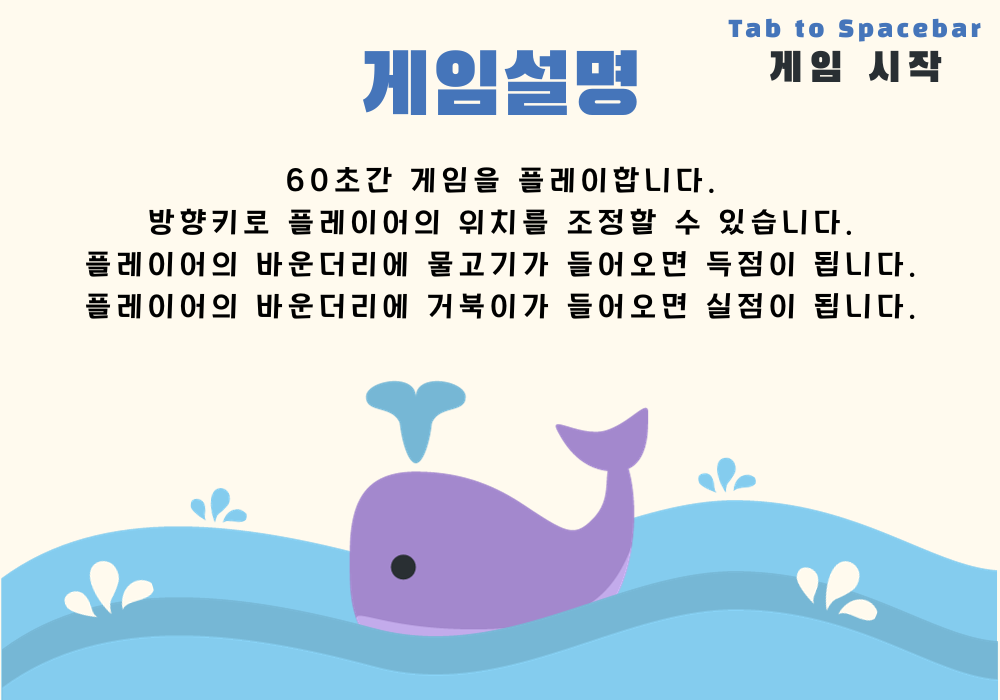 Tab to Spacebar
게임 시작
게임설명
60초간 게임을 플레이합니다.
방향키로 플레이어의 위치를 조정할 수 있습니다.
플레이어의 바운더리에 물고기가 들어오면 득점이 됩니다.
플레이어의 바운더리에 거북이가 들어오면 실점이 됩니다.